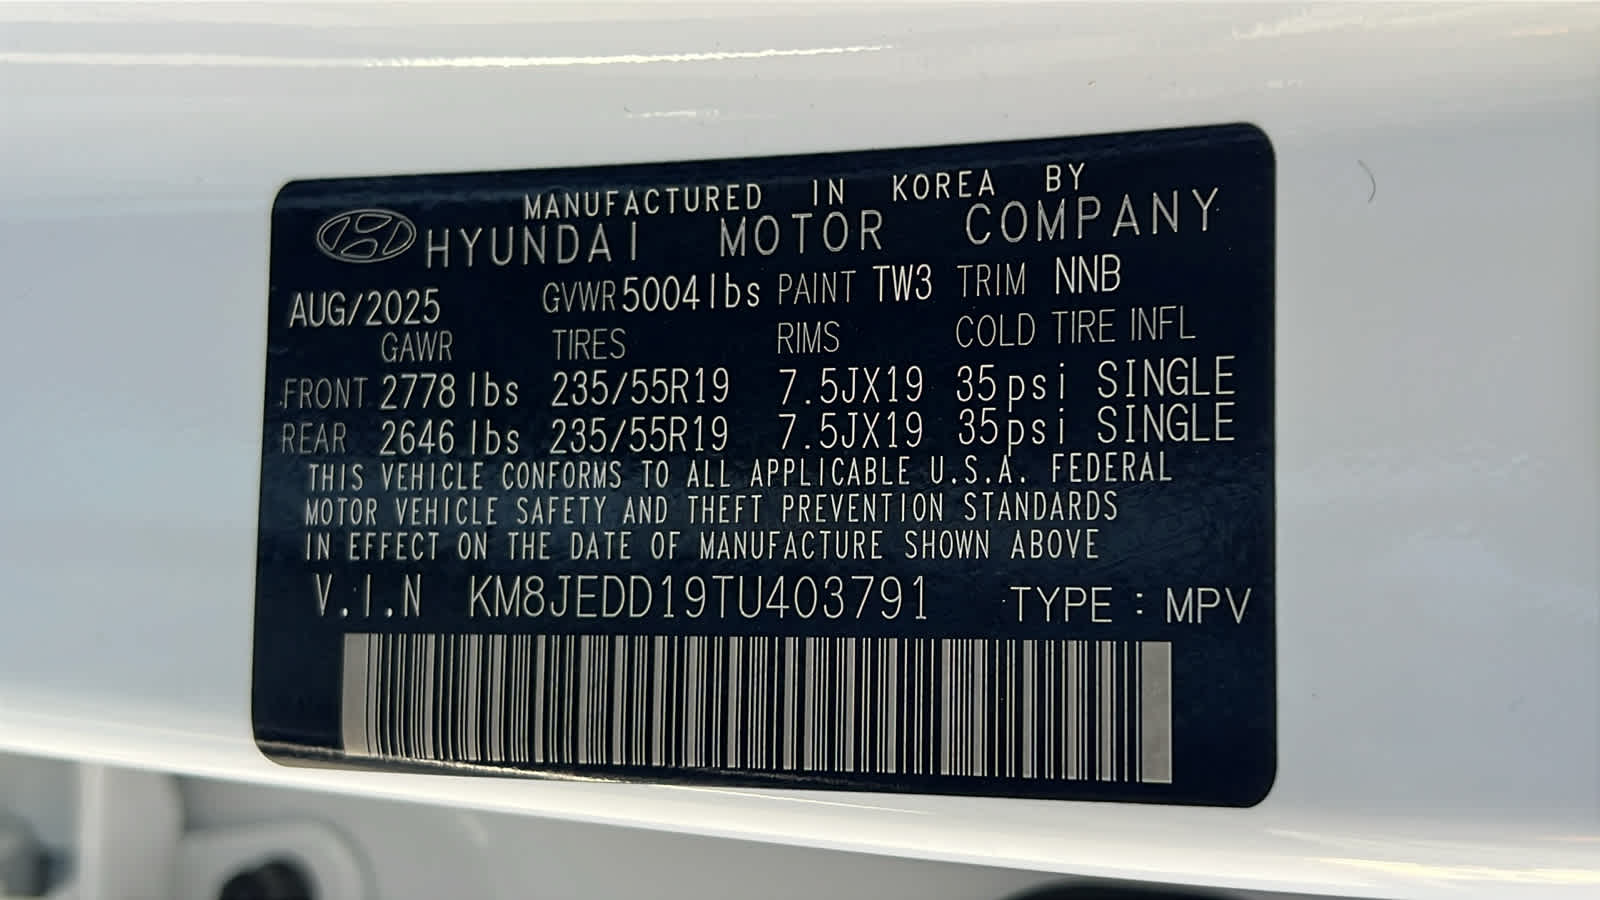 MANUFACTURED IN KOREA BY
HYUNDAI MOTOR COMPANY
AUG/2025 GVWR 5004lbs PAINT TW3 TRIM NNB
GAWR TIRES RIMS COLD TIRE INFL
FRONT 2778 lbs 235/55R19 7.5JX19 35psi SINGLE
REAR 2646 lbs 235/55R19 7.5JX19 35psi SINGLE
THIS VEHICLE CONFORMS TO ALL APPLICABLE U.S.A. FEDERAL
MOTOR VEHICLE SAFETY AND THEFT PREVENTION STANDARDS
IN EFFECT ON THE DATE OF MANUFACTURE SHOWN ABOVE
V.I.N KM8JEDD19TU403791 TYPE : MPV